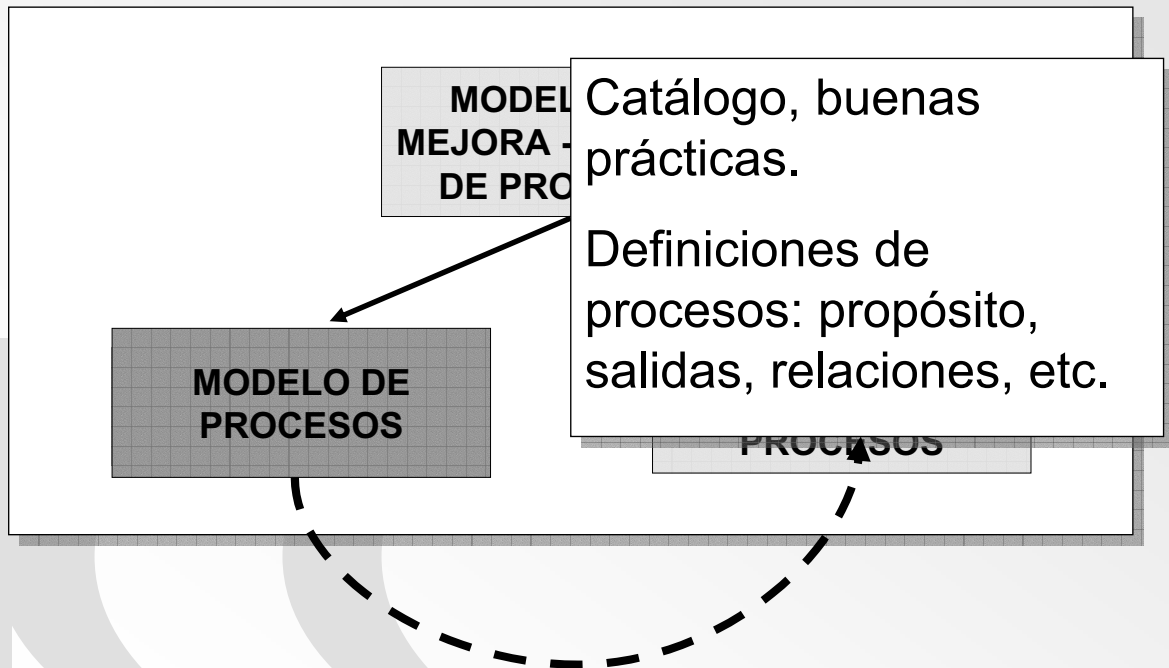 MODEL
MEJORA -
DE PRO
Catálogo, buenas
prácticas.
Definiciones de
procesos: propósito,
salidas, relaciones, etc.
MODELO DE
PROCESOS
PROCESOS